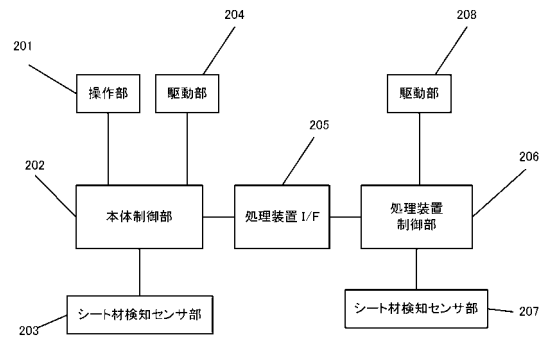 204
208
201
操作部
駆動部
駆動部
205
202
206
本体制御部
処理装置 I/F
処理装置
制御部
シート材検知センサ部
シート材検知センサ部
203
207